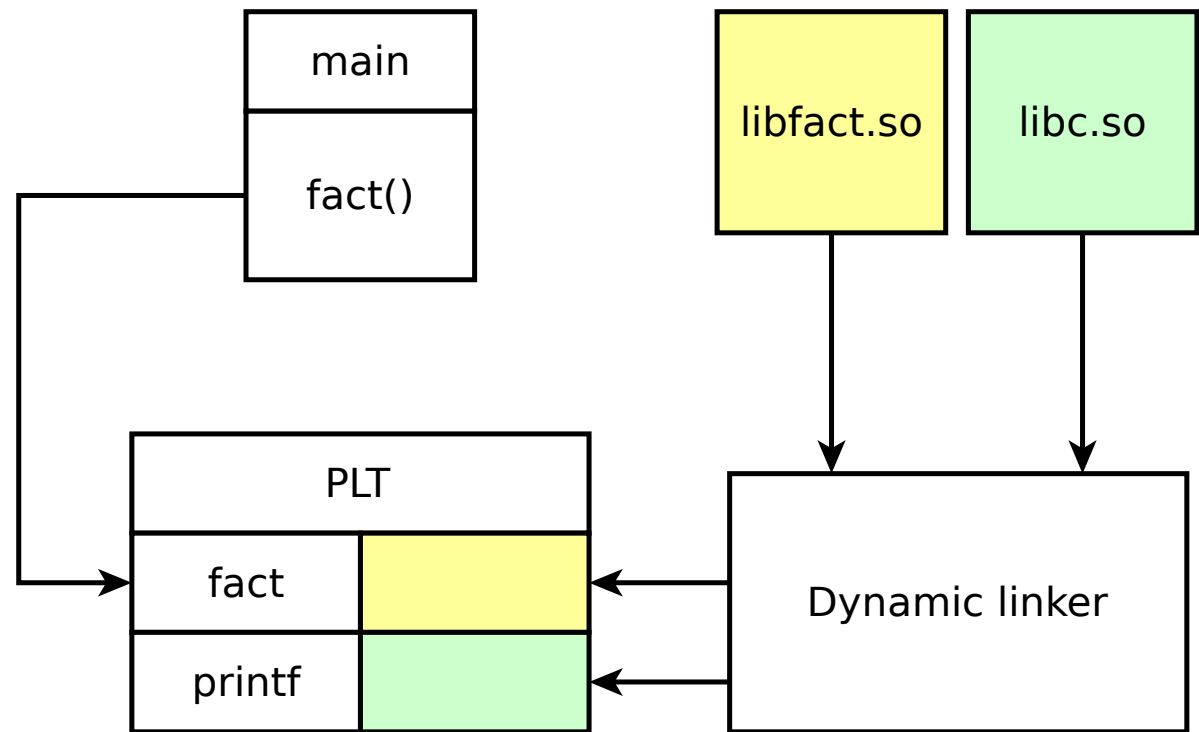 main
fact()
libfact.so
libc.so
PLT
fact
printf
Dynamic linker